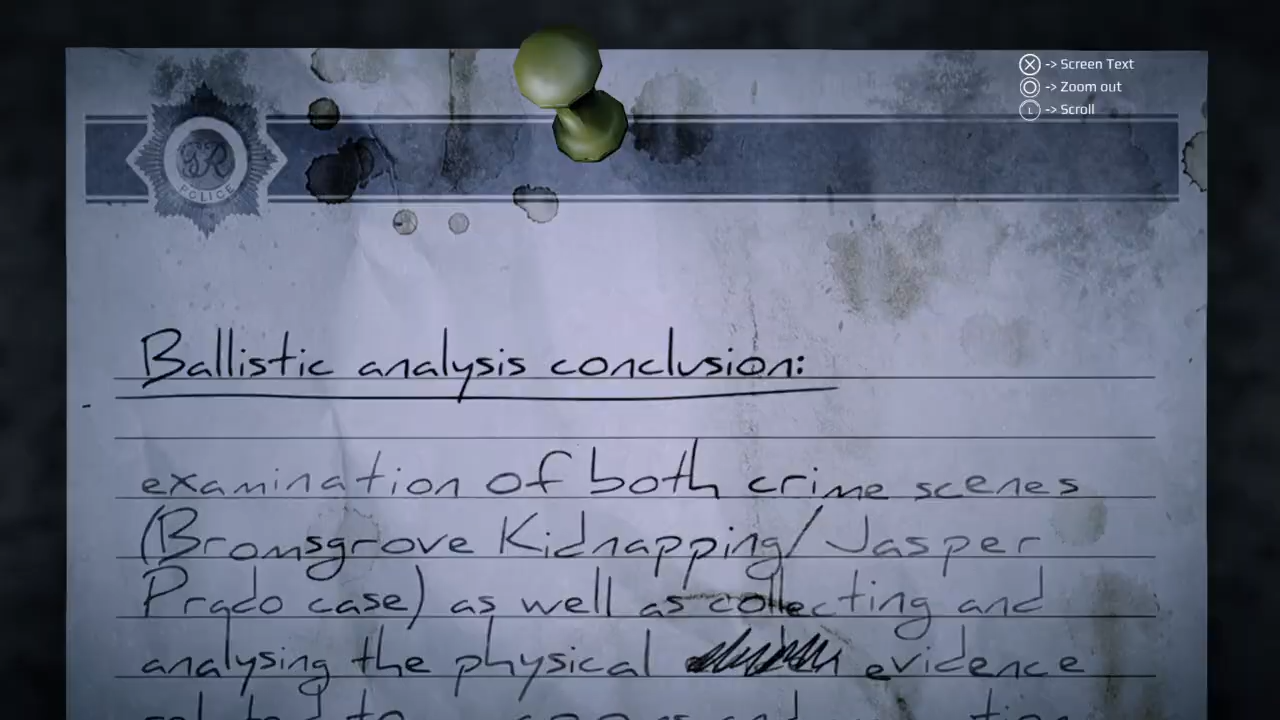 -> Screen Text
-> Zoom out
L -> Scroll
GR
POLICE
Ballistic analysis conclusion:
examination of both crime scenes
(Bromsgrove Kidnapping/Jasper
Prado case) as well as collecting and
analysing the physical evidence